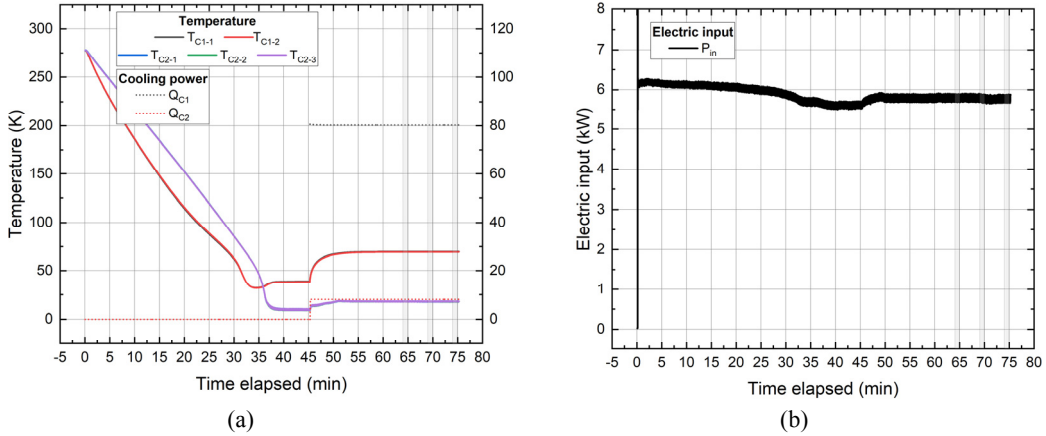 Temperature
T_C1-1 T_C1-2
T_C2-1 T_C2-2 T_C2-3
Cooling power
Q_C1
Q_C2
Temperature (K)
300
250
200
150
100
50
0
120
100
80
60
40
20
0
-5 0 5 10 15 20 25 30 35 40 45 50 55 60 65 70 75 80
Time elapsed (min)
(a)
Electric input
P_in
Electric input (kW)
8
7
6
5
4
3
2
1
0
-5 0 5 10 15 20 25 30 35 40 45 50 55 60 65 70 75 80
Time elapsed (min)
(b)